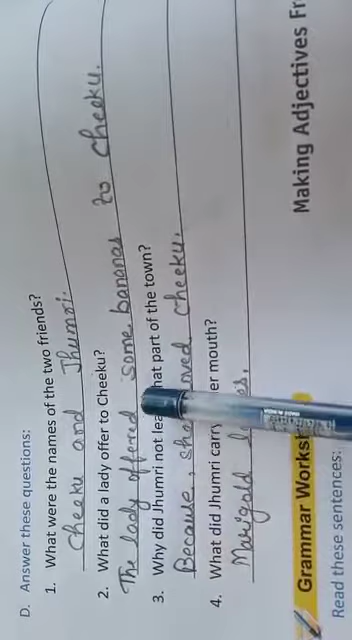 D. Answer these questions:
1. What were the names of the two friends?
Cheeku and Jhumri.
2. What did a lady offer to Cheeku?
The lady offered some bananas to Cheeku.
3. Why did Jhumri not hat part of the town?
Because, she Cheeku.
4. What did Jhumri carry er mouth?
Marigold
Grammar Works
Making Adjectives Fr
Read these sentences: